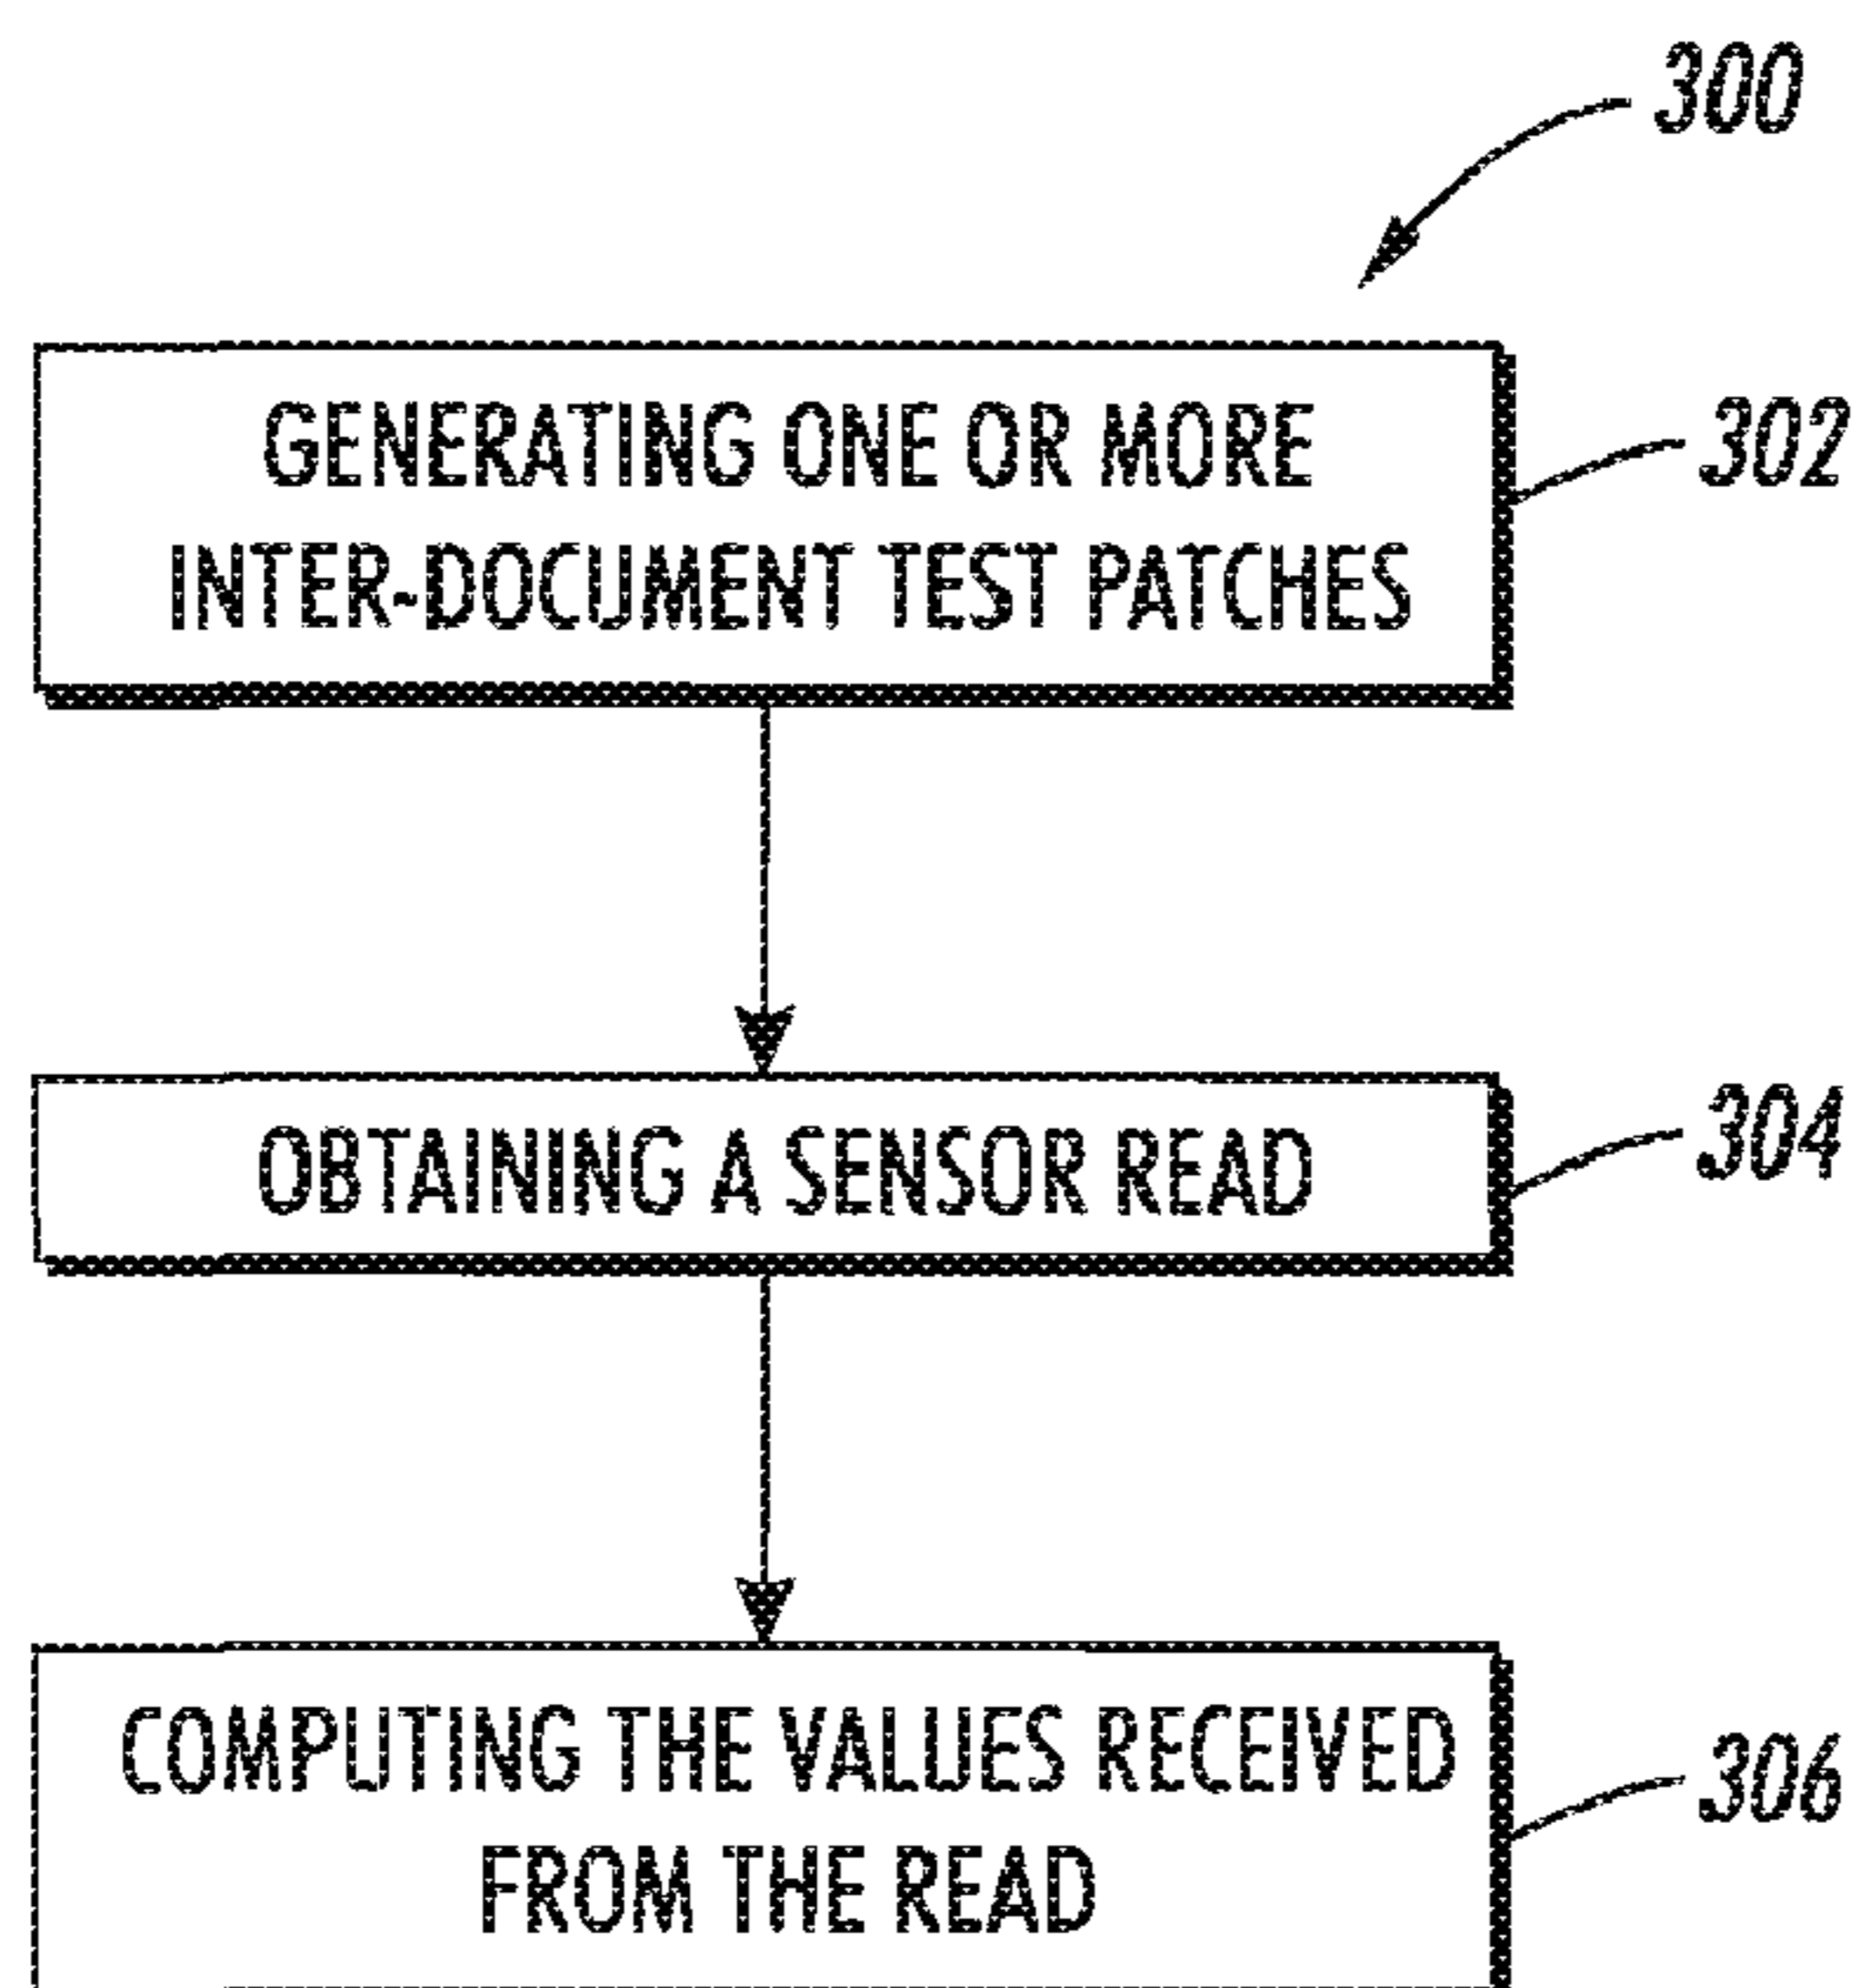 300
GENERATING ONE OR MORE
INTER-DOCUMENT TEST PATCHES
302
OBTAINING A SENSOR READ
304
COMPUTING THE VALUES RECEIVED
FROM THE READ
306